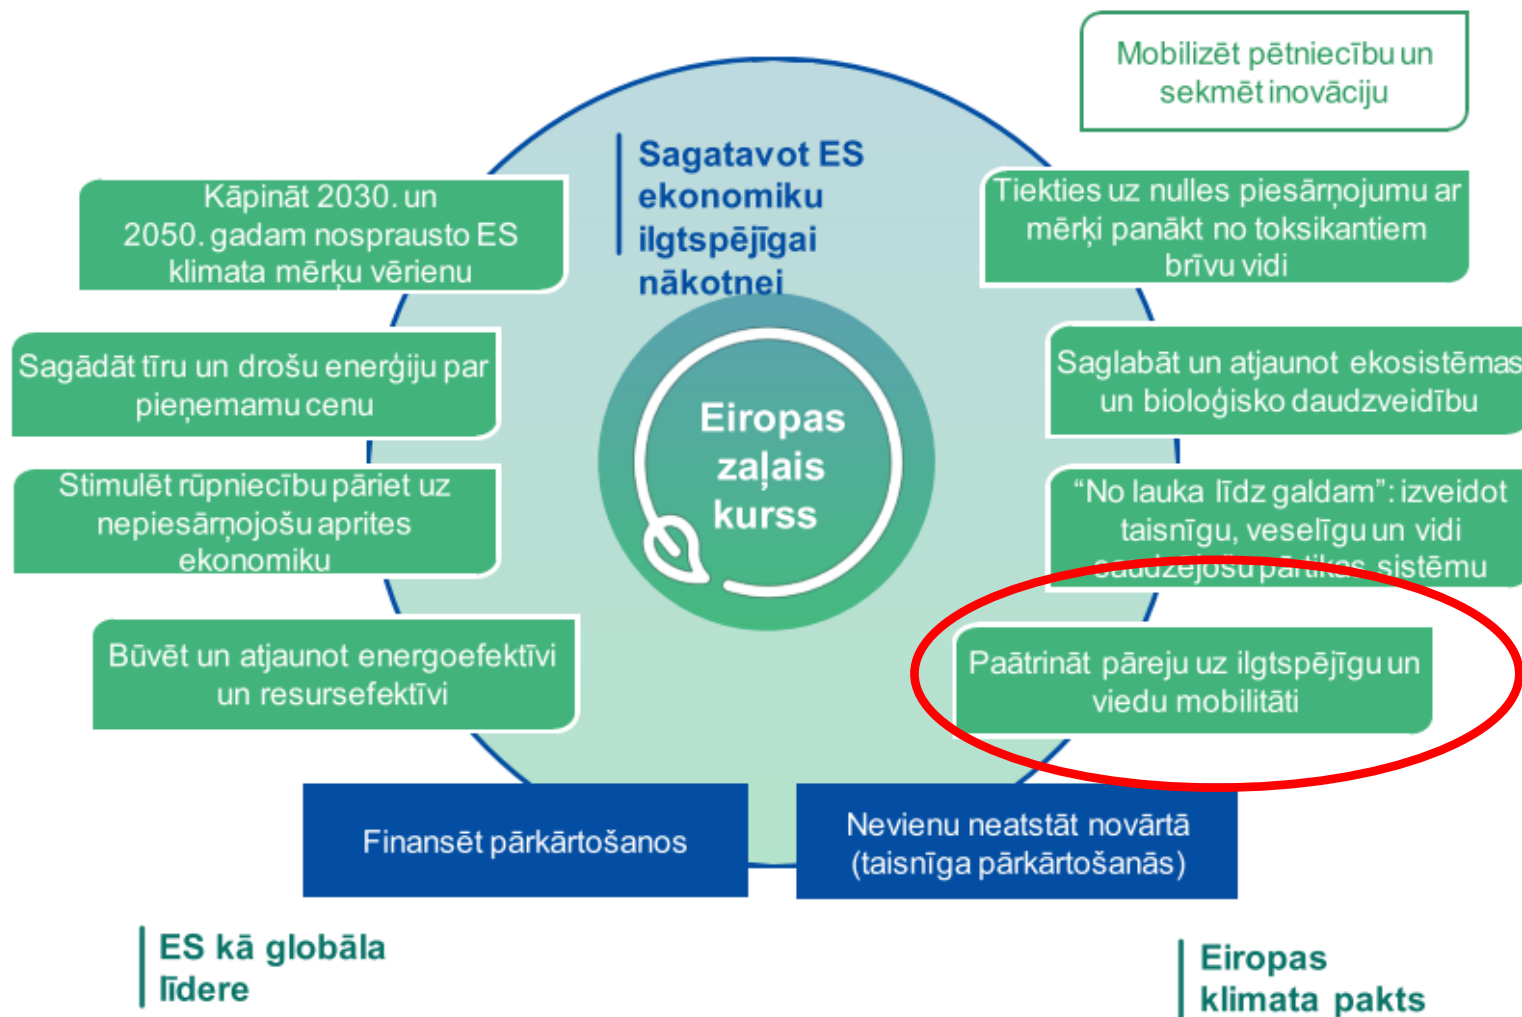 Mobilizēt pētniecību un
sekmēt inovāciju
Sagatavot ES
ekonomiku
ilgtspējīgai
nākotnei
Kāpināt 2030. un
2050. gadam nosprausto ES
klimata mērķu vērienu
Tiekties uz nulles piesārņojumu ar
mērķi panākt no toksikantiem
brīvu vidi
Sagādāt tīru un drošu enerģiju par
pieņemamu cenu
Saglabāt un atjaunot ekosistēmas
un bioloģisko daudzveidību
Eiropas
zaļais
kurss
Stimulēt rūpniecību pāriet uz
nepiesārņojošu aprites
ekonomiku
“No lauka līdz galdam”: izveidot
taisnīgu, veselīgu un vidi
saudzējošu pārtikas sistēmu
Būvēt un atjaunot energoefektīvi
un resursefektīvi
Paātrināt pāreju uz ilgtspējīgu un
viedu mobilitāti
Finansēt pārkārtošanos
Nevienu neatstāt novārtā
(taisnīga pārkārtošanās)
ES kā globāla
līdere
Eiropas
klimata pakts